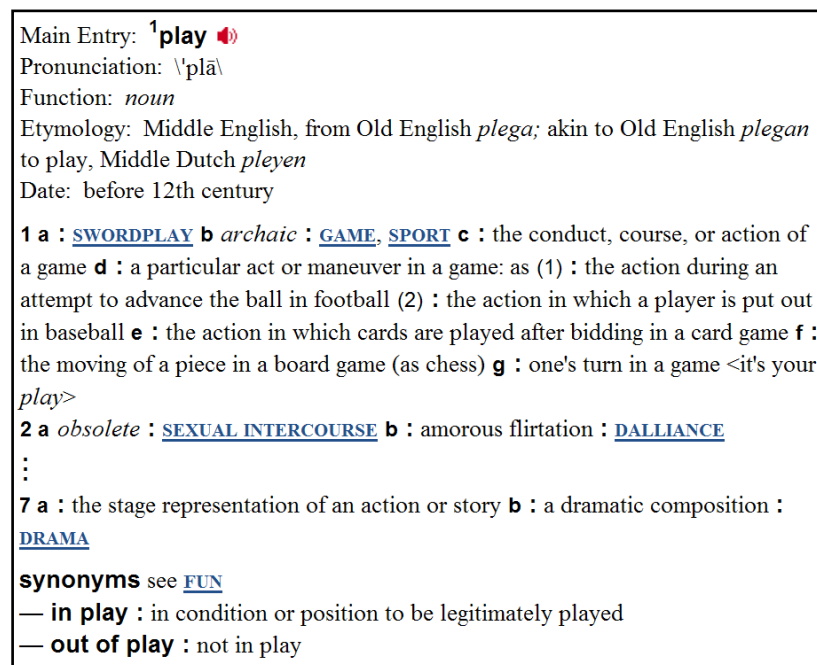 Main Entry: ¹play
Pronunciation: \ˈplā\
Function: noun
Etymology: Middle English, from Old English plega; akin to Old English plegan
to play, Middle Dutch pleyen
Date: before 12th century
1 a : SWORDPLAY b archaic : GAME, SPORT c : the conduct, course, or action of
a game d : a particular act or maneuver in a game: as (1) : the action during an
attempt to advance the ball in football (2) : the action in which a player is put out
in baseball e : the action in which cards are played after bidding in a card game f :
the moving of a piece in a board game (as chess) g : one's turn in a game <it's your
play>
2 a obsolete : SEXUAL INTERCOURSE b : amorous flirtation : DALLIANCE
⋮
7 a : the stage representation of an action or story b : a dramatic composition :
DRAMA
synonyms see FUN
— in play : in condition or position to be legitimately played
— out of play : not in play